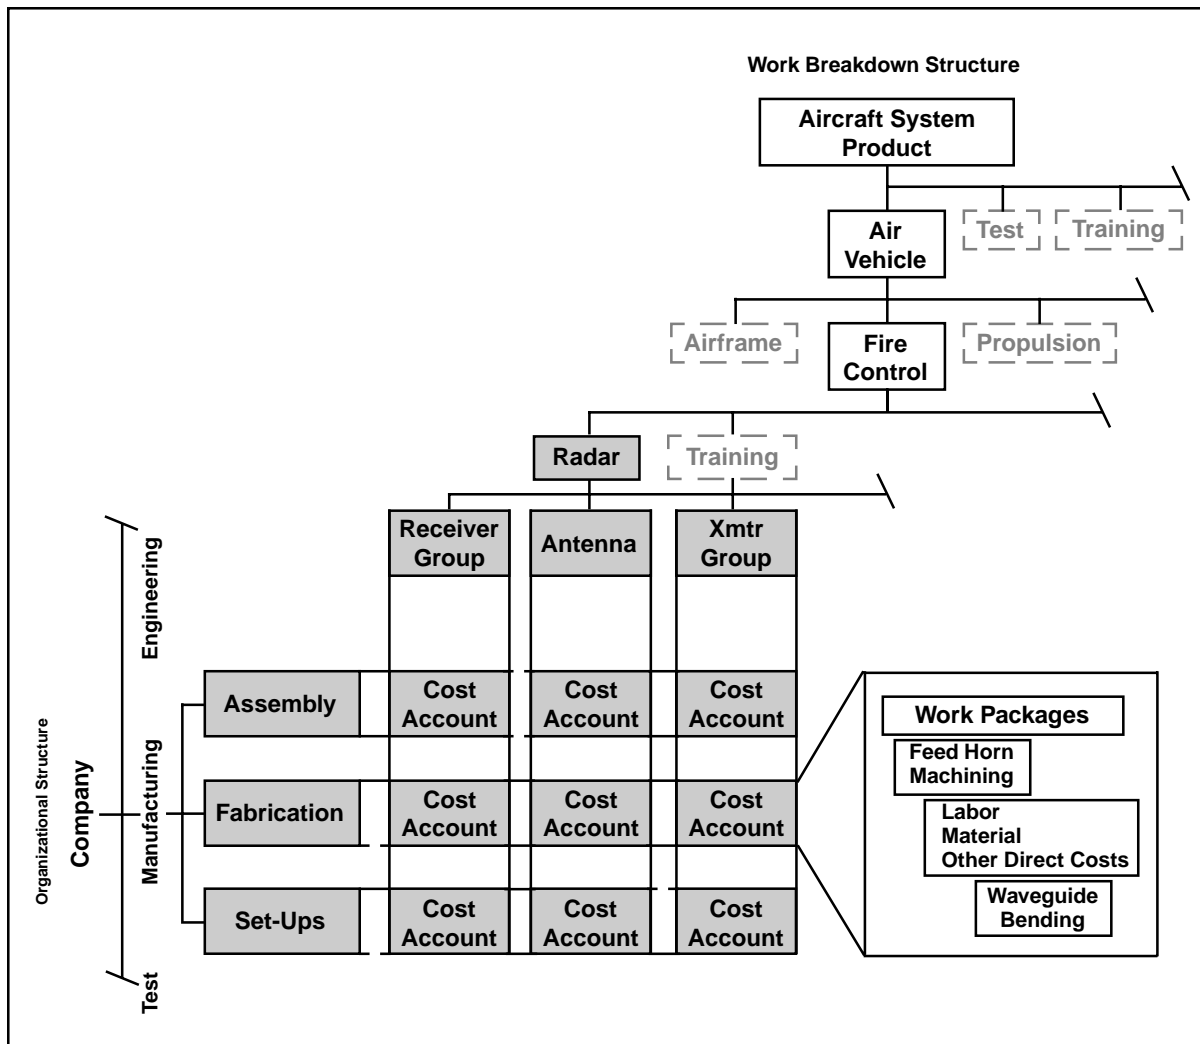 Work Breakdown Structure
Aircraft System
Product
Air
Vehicle
Test
Training
Airframe
Fire
Control
Propulsion
Radar
Training
Receiver
Group
Antenna
Xmtr
Group
Organizational Structure
Company
Engineering
Manufacturing
Test
Assembly
Cost
Account
Cost
Account
Cost
Account
Fabrication
Cost
Account
Cost
Account
Cost
Account
Set-Ups
Cost
Account
Cost
Account
Cost
Account
Work Packages
Feed Horn
Machining
Labor
Material
Other Direct Costs
Waveguide
Bending